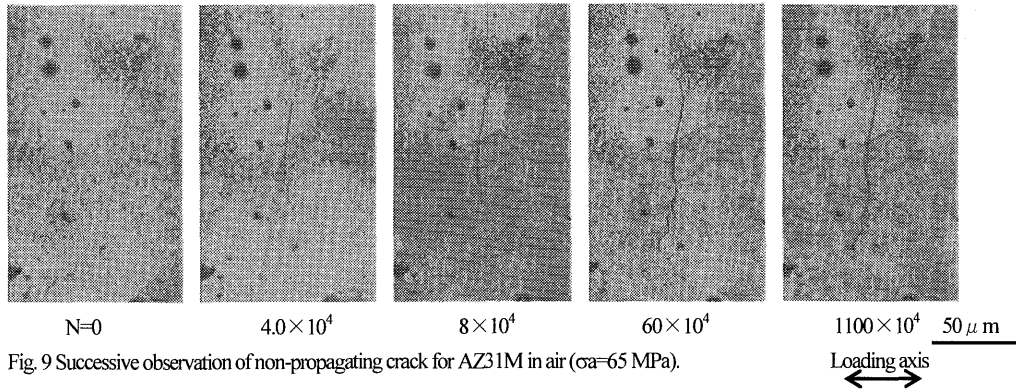 N=0 4.0×10⁴ 8×10⁴ 60×10⁴ 1100×10⁴ 50 μm
Fig. 9 Successive observation of non-propagating crack for AZ31M in air (σa=65 MPa).
Loading axis